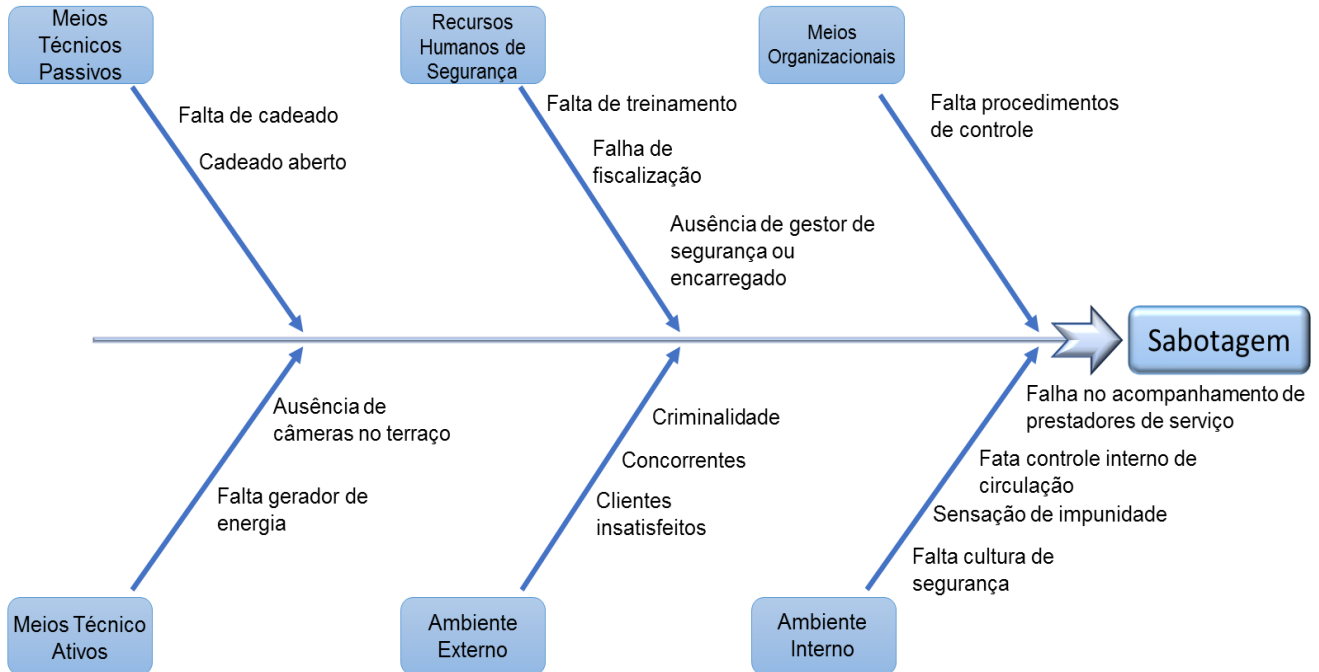 Meios
Técnicos
Passivos
Recursos
Humanos de
Segurança
Meios
Organizacionais
Falta de cadeado
Cadeado aberto
Falta de treinamento
Falha de
fiscalização
Ausência de gestor de
segurança ou
encarregado
Falta procedimentos
de controle
Sabotagem
Ausência de
câmeras no terraço
Falta gerador de
energia
Criminalidade
Concorrentes
Clientes
insatisfeitos
Falha no acompanhamento de
prestadores de serviço
Fata controle interno de
circulação
Sensação de impunidade
Falta cultura de
segurança
Meios Técnico
Ativos
Ambiente
Externo
Ambiente
Interno